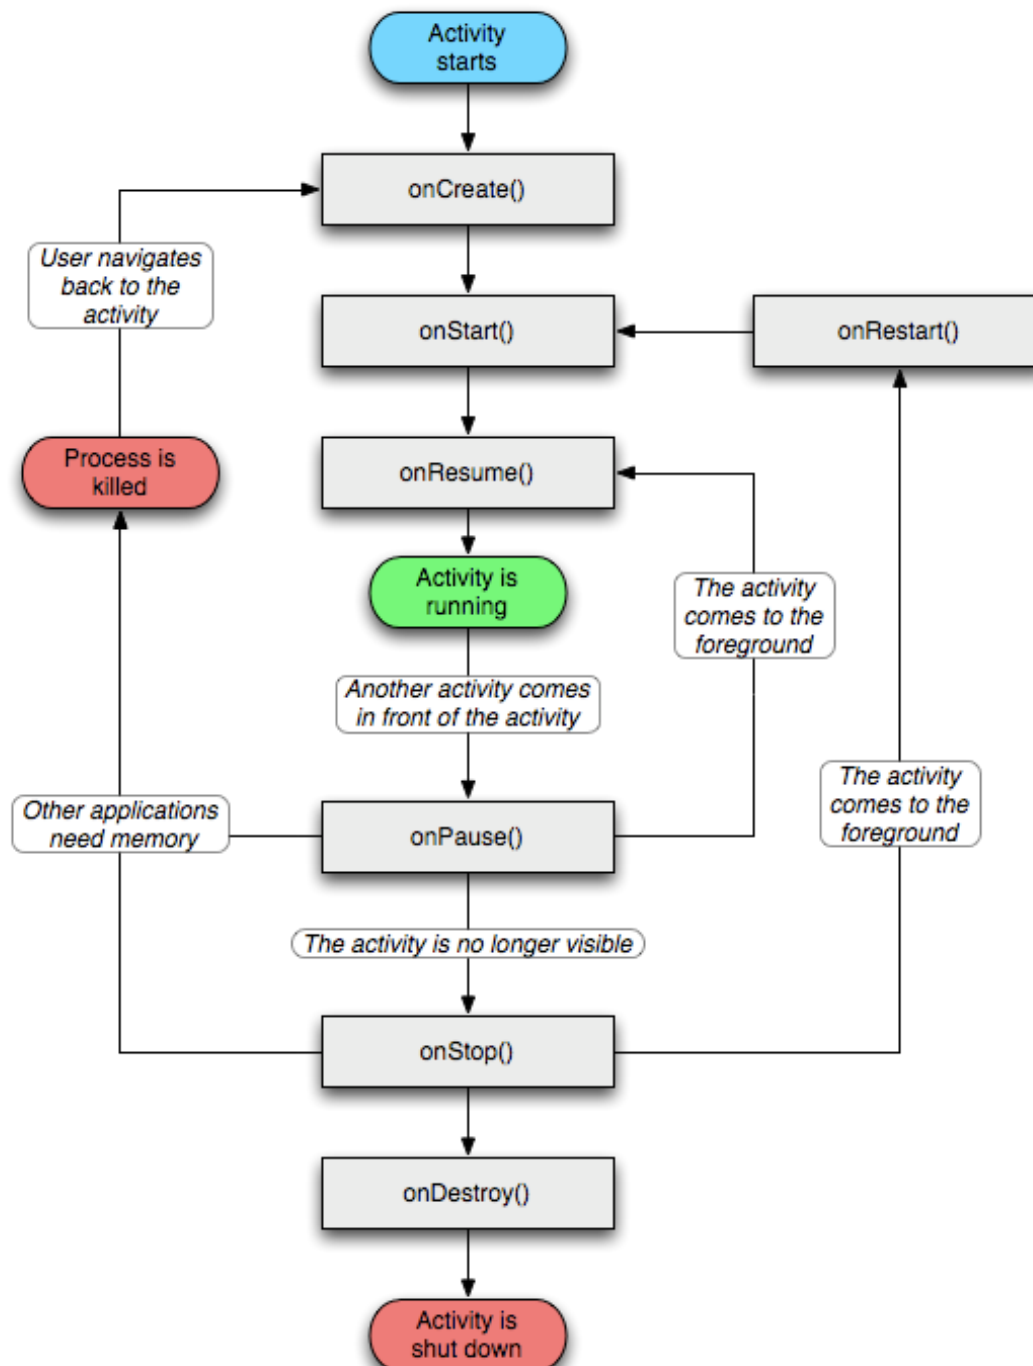 Activity
starts
onCreate()
User navigates
back to the
activity
onStart()
onRestart()
Process is
killed
onResume()
Activity is
running
The activity
comes to the
foreground
Another activity comes
in front of the activity
The activity
comes to the
foreground
Other applications
need memory
onPause()
The activity is no longer visible
onStop()
onDestroy()
Activity is
shut down